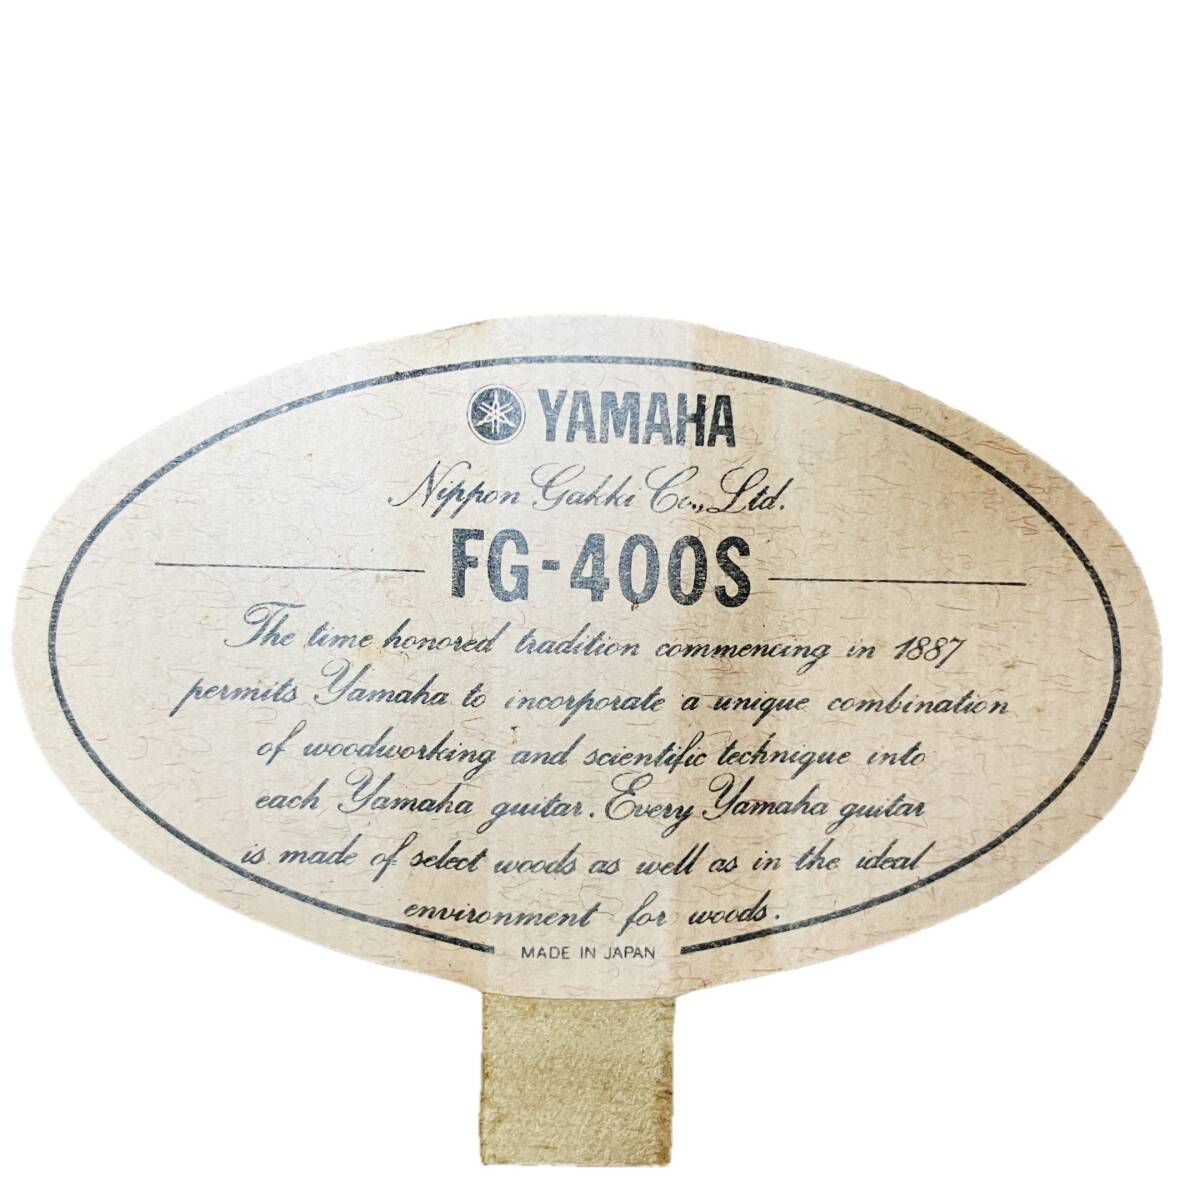 YAMAHA
Nippon Gakki Co., Ltd.
FG-400S
The time honored tradition commencing in 1887
permits Yamaha to incorporate a unique combination
of woodworking and scientific technique into
each Yamaha guitar. Every Yamaha guitar
is made of select woods as well as in the ideal
environment for woods.
MADE IN JAPAN